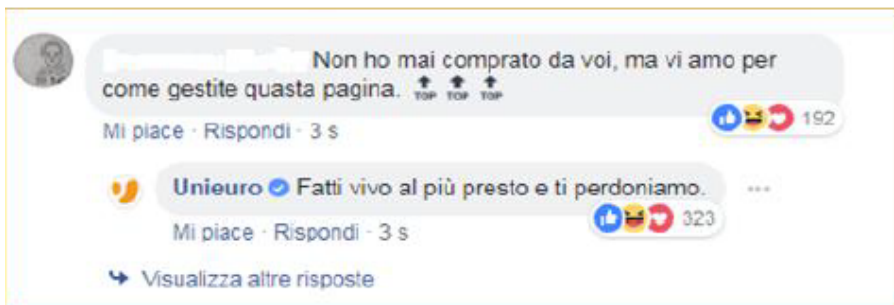 Non ho mai comprato da voi, ma vi amo per
come gestite quasta pagina. TOP TOP TOP
192
Mi piace · Rispondi · 3 s
Unieuro Fatti vivo al più presto e ti perdoniamo.
323
Mi piace · Rispondi · 3 s
Visualizza altre risposte